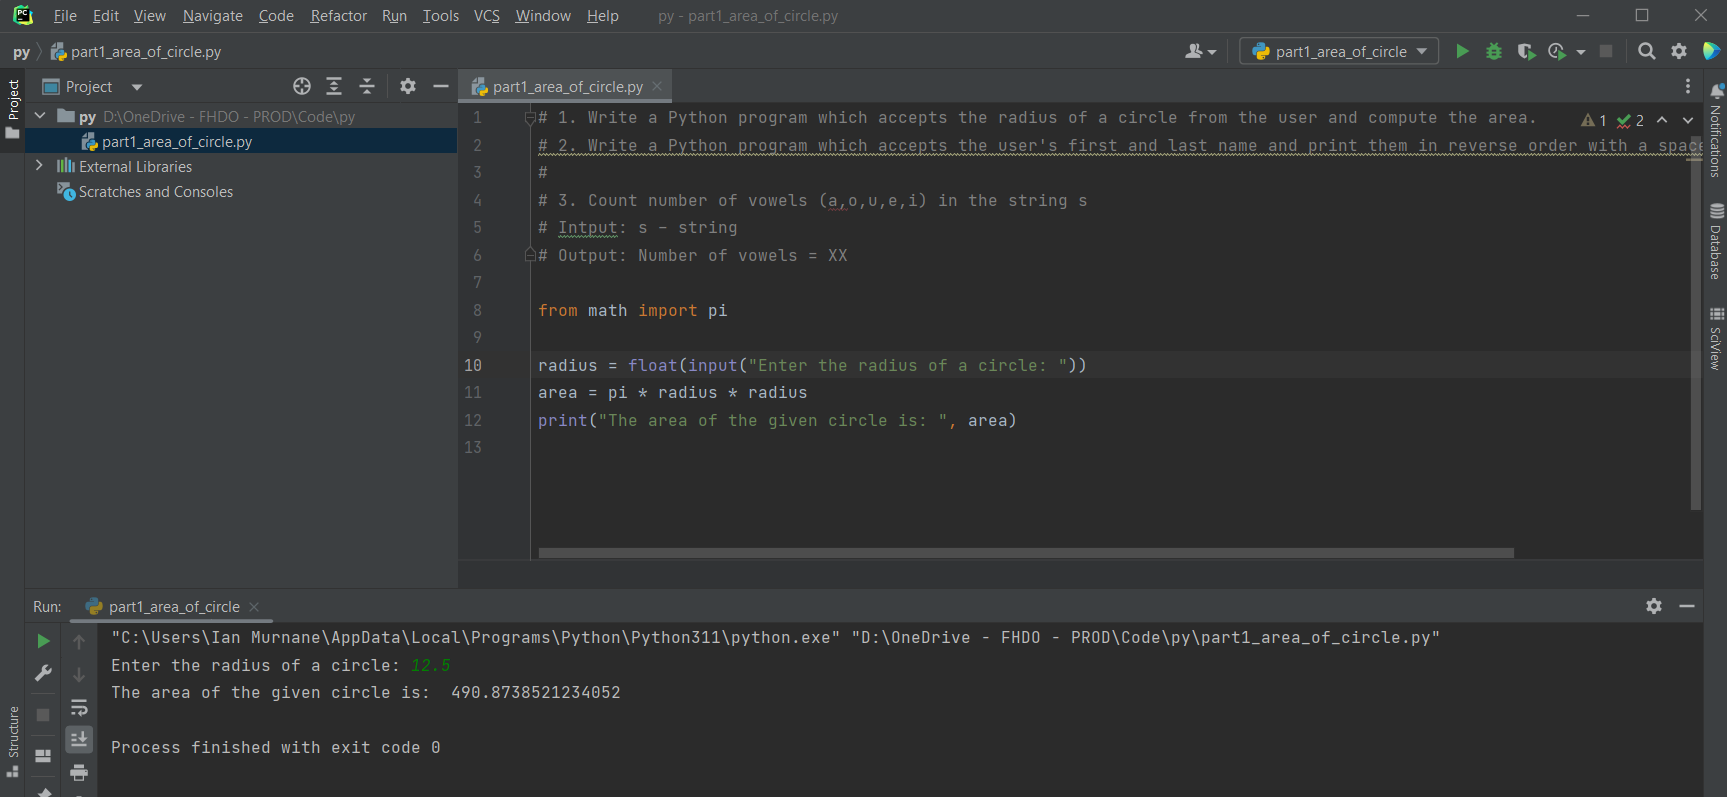 PC File Edit View Navigate Code Refactor Run Tools VCS Window Help py - part1_area_of_circle.py
py part1_area_of_circle.py part1_area_of_circle
Project
Project
part1_area_of_circle.py
py D:\OneDrive - FHDO - PROD\Code\py
part1_area_of_circle.py
External Libraries
Scratches and Consoles
1 # 1. Write a Python program which accepts the radius of a circle from the user and compute the area.
1 2
2 # 2. Write a Python program which accepts the user's first and last name and print them in reverse order with a space
3 #
4 # 3. Count number of vowels (a,o,u,e,i) in the string s
5 # Intput: s - string
6 # Output: Number of vowels = XX
7
8 from math import pi
9
10 radius = float(input("Enter the radius of a circle: "))
11 area = pi * radius * radius
12 print("The area of the given circle is: ", area)
13
Notifications
Database
SciView
Run: part1_area_of_circle
"C:\Users\Ian Murnane\AppData\Local\Programs\Python\Python311\python.exe" "D:\OneDrive - FHDO - PROD\Code\py\part1_area_of_circle.py"
Enter the radius of a circle: 12.5
The area of the given circle is:  490.8738521234052
Process finished with exit code 0
Structure